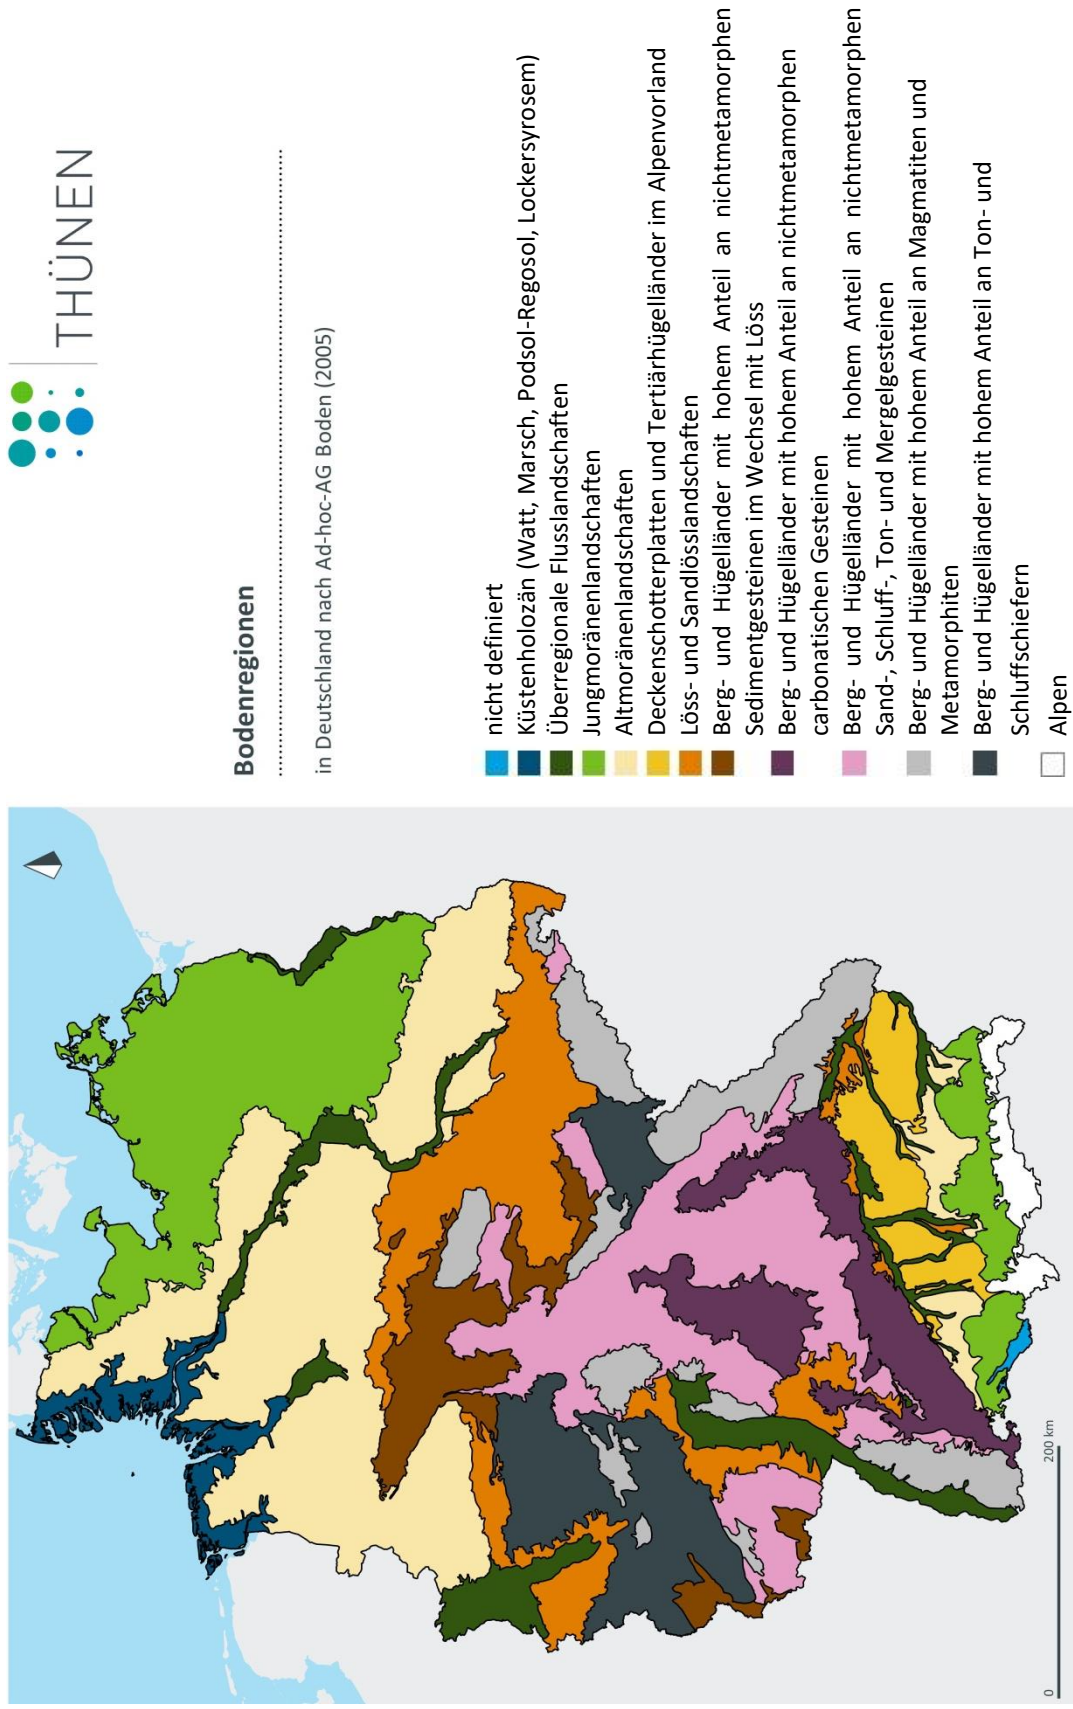 THÜNEN
Bodenregionen
in Deutschland nach Ad-hoc-AG Boden (2005)
nicht definiert
Küstenholozän (Watt, Marsch, Podsol-Regosol, Lockersyrosem)
Überregionale Flusslandschaften
Jungmoränenlandschaften
Altmoränenlandschaften
Deckenschotterplatten und Tertiärhügelländer im Alpenvorland
Löss- und Sandlösslandschaften
Berg- und Hügelländer mit hohem Anteil an nichtmetamorphen
Sedimentgesteinen im Wechsel mit Löss
Berg- und Hügelländer mit hohem Anteil an nichtmetamorphen
carbonatischen Gesteinen
Berg- und Hügelländer mit hohem Anteil an nichtmetamorphen
Sand-, Schluff-, Ton- und Mergelgesteinen
Berg- und Hügelländer mit hohem Anteil an Magmatiten und
Metamorphiten
Berg- und Hügelländer mit hohem Anteil an Ton- und
Schluffschiefern
Alpen
0 200 km